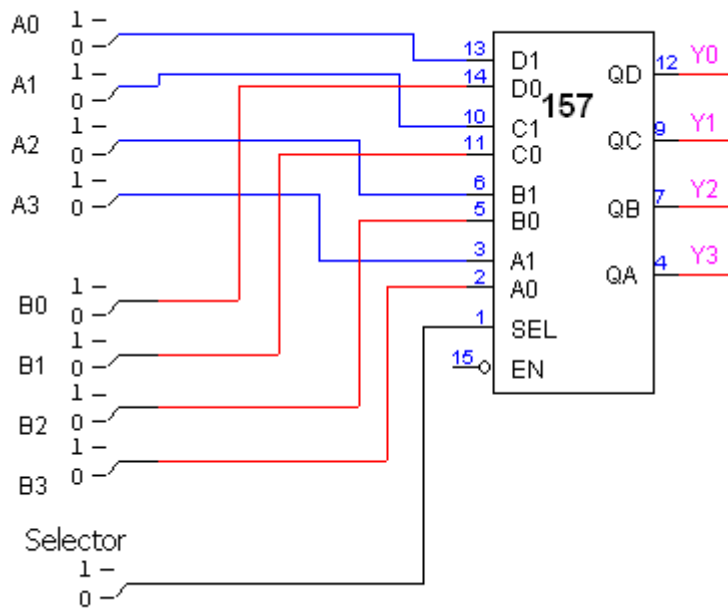 A0 1
0
A1 1
0
A2 1
0
A3 1
0
B0 1
0
B1 1
0
B2 1
0
B3 1
0
Selector
1
0
13 D1
14 D0
10 C1
11 C0
6 B1
5 B0
3 A1
2 A0
1 SEL
15 EN
157
QD 12 Y0
QC 9 Y1
QB 7 Y2
QA 4 Y3